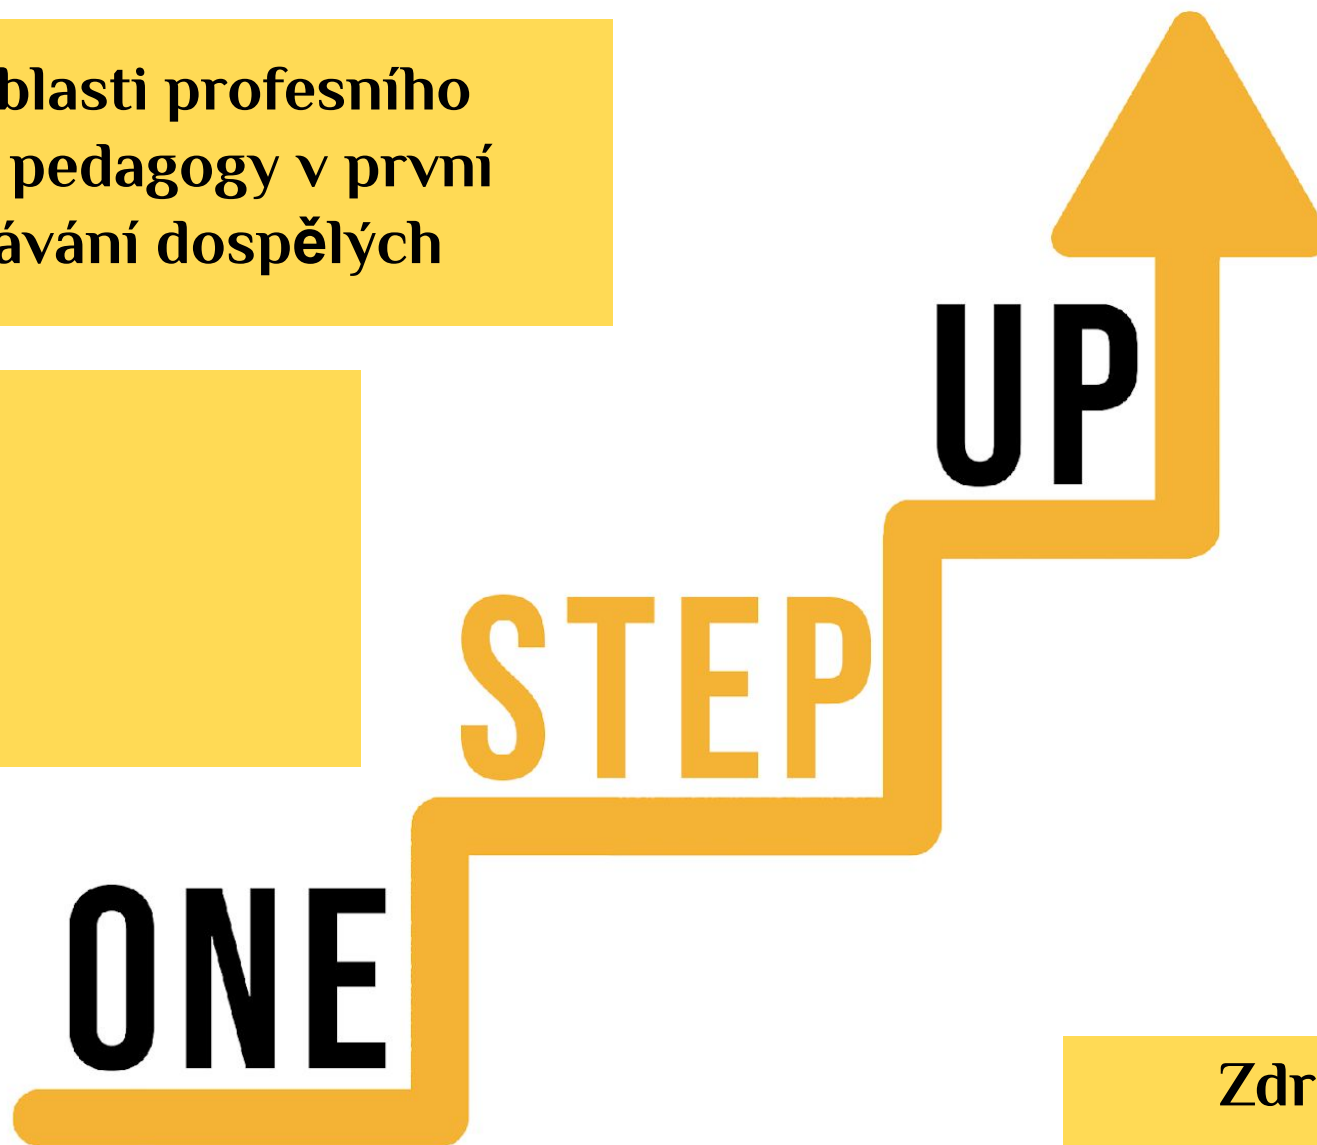 blasti profesního
pedagogy v první
ávání dospělých
UP
STEP
ONE
Zdr